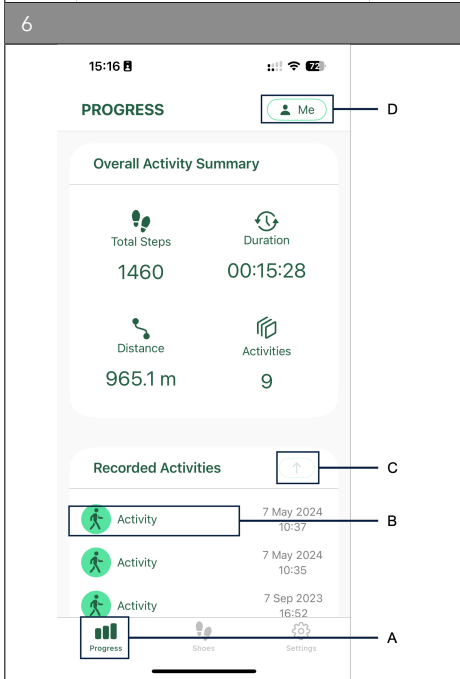 6
15:16
72
PROGRESS
Me
D
Overall Activity Summary
Total Steps
Duration
1460
00:15:28
Distance
Activities
965.1 m
9
Recorded Activities
C
Activity
7 May 2024
10:37
B
Activity
7 May 2024
10:35
Activity
7 Sep 2023
16:52
Progress
Shoes
Settings
A